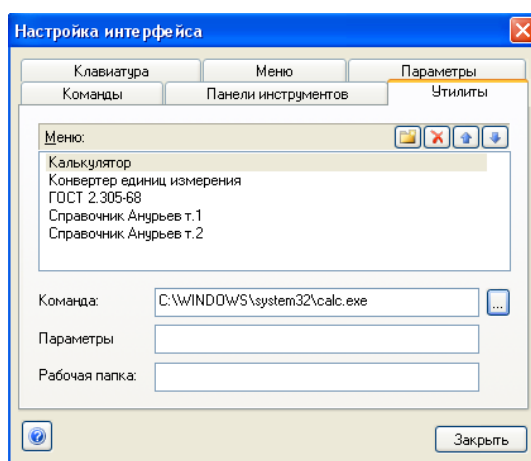 Настройка интерфейса
Клавиатура Меню Параметры
Команды Панели инструментов Утилиты
Меню:
Калькулятор
Конвертер единиц измерения
ГОСТ 2.305-68
Справочник Анурьев т.1
Справочник Анурьев т.2
Команда: C:\WINDOWS\system32\calc.exe ...
Параметры
Рабочая папка:
Закрыть